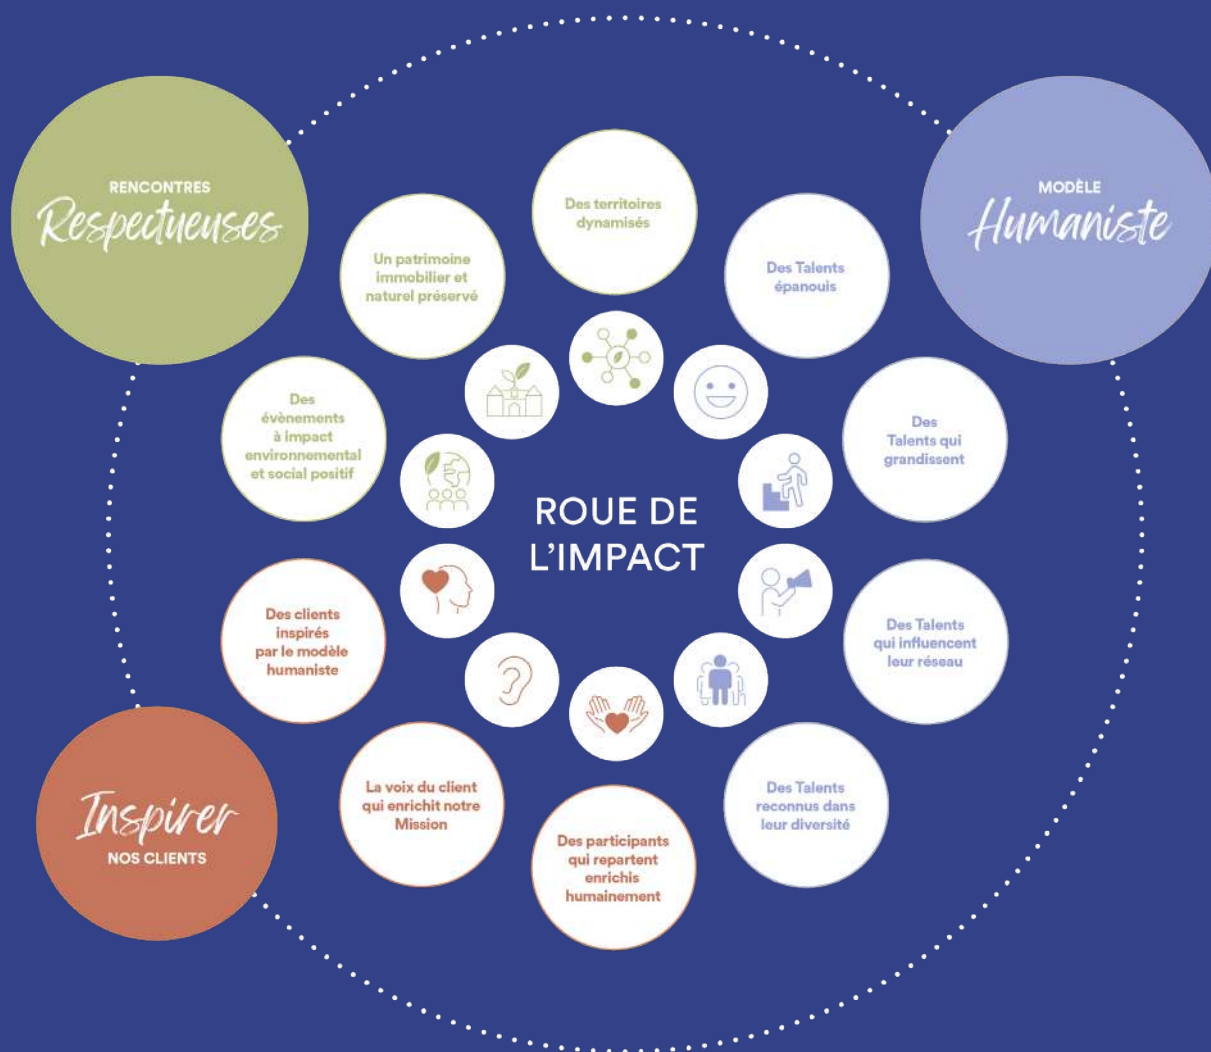 RENCONTRES
Respectueuses
MODÈLE
Humaniste
Des territoires
dynamisés
Un patrimoine
immobilier et
naturel préservé
Des Talents
épanouis
Des
évènements
à impact
environnemental
et social positif
Des
Talents qui
grandissent
ROUE DE
L'IMPACT
Des clients
inspirés
par le modèle
humaniste
Des Talents
qui influencent
leur réseau
La voix du client
qui enrichit notre
Mission
Des participants
qui repartent
enrichis
humainement
Des Talents
reconnus dans
leur diversité
Inspirer
NOS CLIENTS